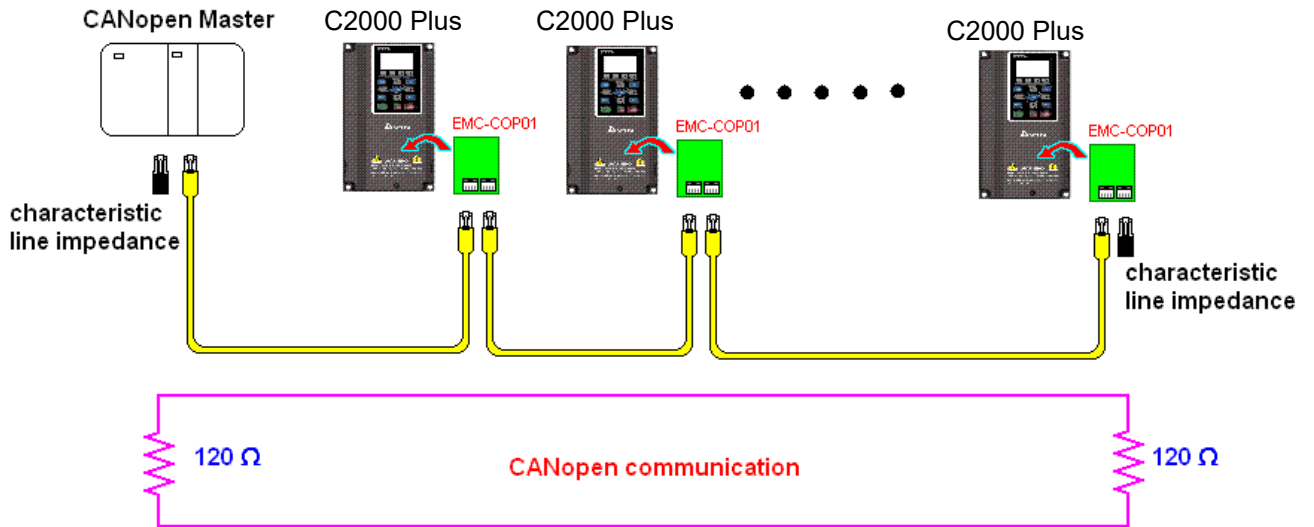 CANopen Master
C2000 Plus
C2000 Plus
C2000 Plus
EMC-COP01
EMC-COP01
EMC-COP01
characteristic
line impedance
characteristic
line impedance
120 Ω
CANopen communication
120 Ω